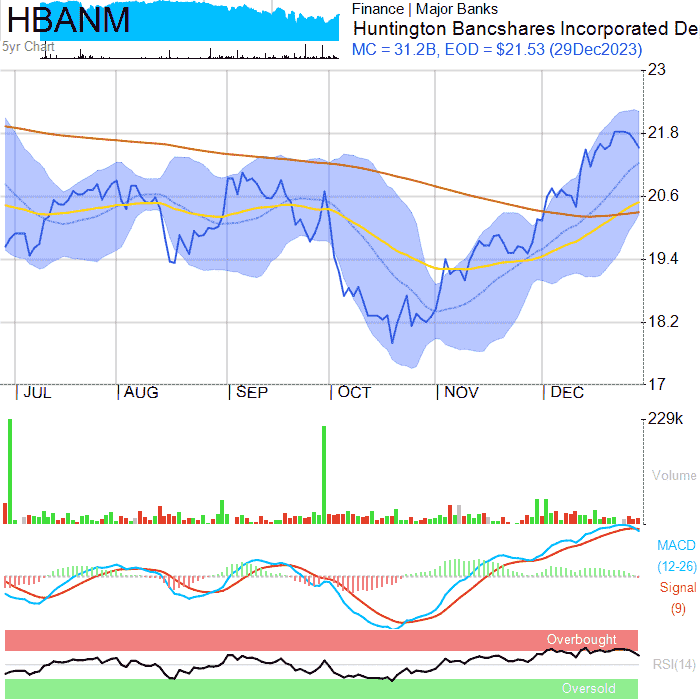 HBANM
5yr Chart
Finance | Major Banks
Huntington Bancshares Incorporated De
MC = 31.2B, EOD = $21.53 (29Dec2023)
23
21.8
20.6
19.4
18.2
17
JUL AUG SEP OCT NOV DEC
229k
Volume
MACD
(12-26)
Signal
(9)
Overbought
RSI(14)
Oversold